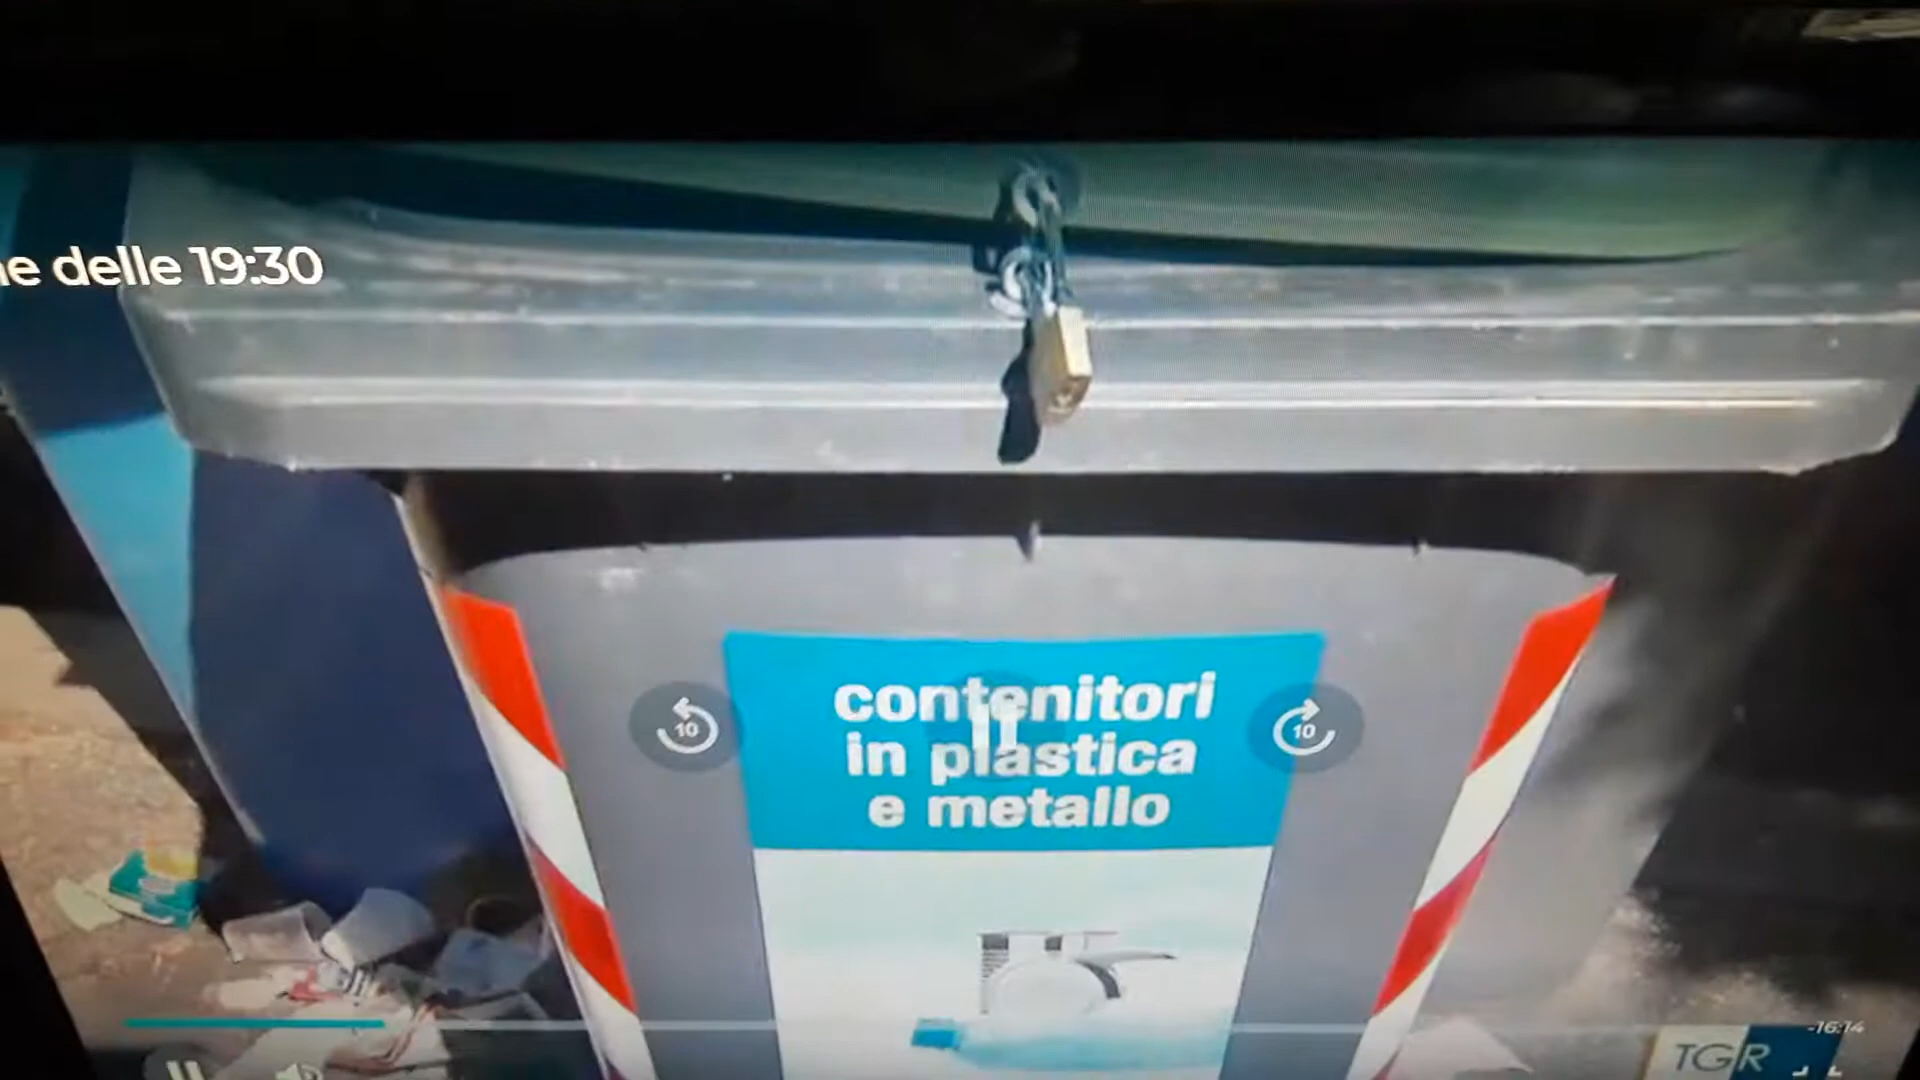 ne delle 19:30
contenitori
in plastica
e metallo
10
10
-16:14
TGR